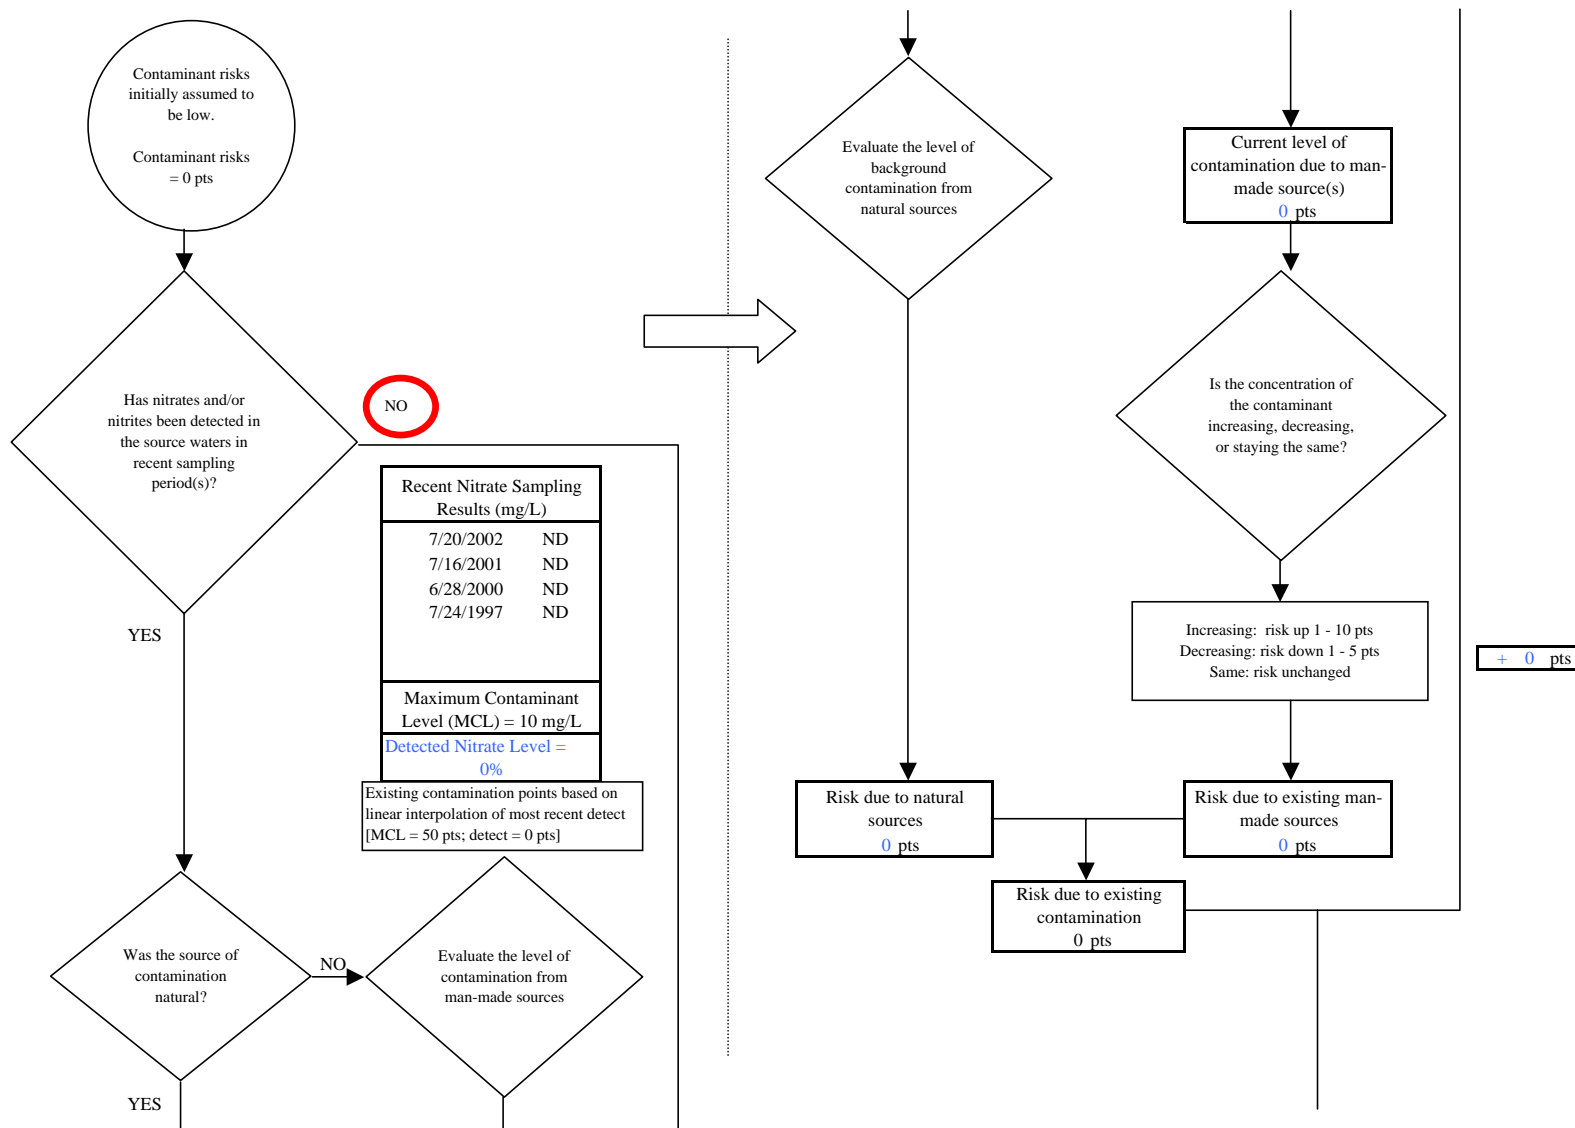 Contaminant risks
initially assumed to
be low.
Contaminant risks
= 0 pts
Has nitrates and/or
nitrites been detected in
the source waters in
recent sampling
period(s)?
NO
YES
Recent Nitrate Sampling
Results (mg/L)
7/20/2002 ND
7/16/2001 ND
6/28/2000 ND
7/24/1997 ND
Maximum Contaminant
Level (MCL) = 10 mg/L
Detected Nitrate Level =
0%
Existing contamination points based on
linear interpolation of most recent detect
[MCL = 50 pts; detect = 0 pts]
Was the source of
contamination
natural?
NO
YES
Evaluate the level of
contamination from
man-made sources
Evaluate the level of
background
contamination from
natural sources
Current level of
contamination due to man-
made source(s)
0 pts
Is the concentration of
the contaminant
increasing, decreasing,
or staying the same?
Increasing: risk up 1 - 10 pts
Decreasing: risk down 1 - 5 pts
Same: risk unchanged
+ 0 pts
Risk due to natural
sources
0 pts
Risk due to existing man-
made sources
0 pts
Risk due to existing
contamination
0 pts